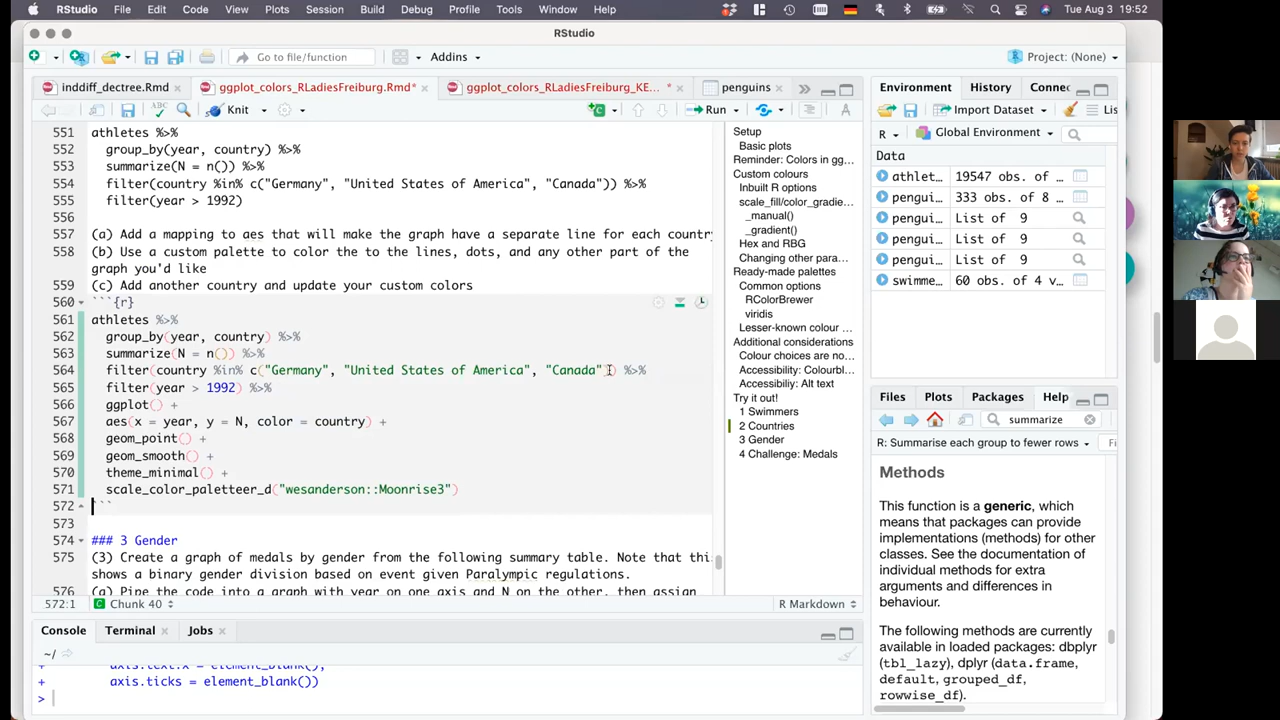 RStudio File Edit Code View Plots Session Build Debug Profile Tools Window Help Tue Aug 3 19:52
RStudio
Go to file/function Addins Project: (None)
inddiff_dectree.Rmd ggplot_colors_RLadiesFreiburg.Rmd* ggplot_colors_RLadiesFreiburg_KE... * penguins
Knit Run
551 athletes %>%
552 group_by(year, country) %>%
553 summarize(N = n()) %>%
554 filter(country %in% c("Germany", "United States of America", "Canada")) %>%
555 filter(year > 1992)
556
557 (a) Add a mapping to aes that will make the graph have a separate line for each country
558 (b) Use a custom palette to color the to the lines, dots, and any other part of the
graph you'd like
559 (c) Add another country and update your custom colors
560 ```{r}
561 athletes %>%
562 group_by(year, country) %>%
563 summarize(N = n()) %>%
564 filter(country %in% c("Germany", "United States of America", "Canada")) %>%
565 filter(year > 1992) %>%
566 ggplot() +
567 aes(x = year, y = N, color = country) +
568 geom_point() +
569 geom_smooth() +
570 theme_minimal() +
571 scale_color_paletteer_d("wesanderson::Moonrise3")
572 ```
573
574 ### 3 Gender
575 (3) Create a graph of medals by gender from the following summary table. Note that this
shows a binary gender division based on event given Paralympic regulations.
576 (a) Pipe the code into a graph with year on one axis and N on the other, then assign
572:1 Chunk 40 R Markdown
Setup
Basic plots
Reminder: Colors in gg...
Custom colours
Inbuilt R options
scale_fill/color_gradie...
_manual()
_gradient()
Hex and RBG
Changing other para...
Ready-made palettes
Common options
RColorBrewer
viridis
Lesser-known colour ...
Additional considerations
Colour choices are no...
Accessibility: Colourbl...
Accessibiliy: Alt text
Try it out!
1 Swimmers
2 Countries
3 Gender
4 Challenge: Medals
Console Terminal Jobs
~/
+ axis.text.x = element_blank(),
+ axis.ticks = element_blank())
>
Environment History Connec
Import Dataset Lis
R Global Environment
Data
athlet... 19547 obs. of ...
pengui... 333 obs. of 8 ...
pengui... List of 9
pengui... List of 9
pengui... List of 9
swimme... 60 obs. of 4 v...
Files Plots Packages Help
summarize
R: Summarise each group to fewer rows
Methods
This function is a generic, which
means that packages can provide
implementations (methods) for other
classes. See the documentation of
individual methods for extra
arguments and differences in
behaviour.
The following methods are currently
available in loaded packages: dbplyr
(tbl_lazy), dplyr (data.frame,
default, grouped_df,
rowwise_df).